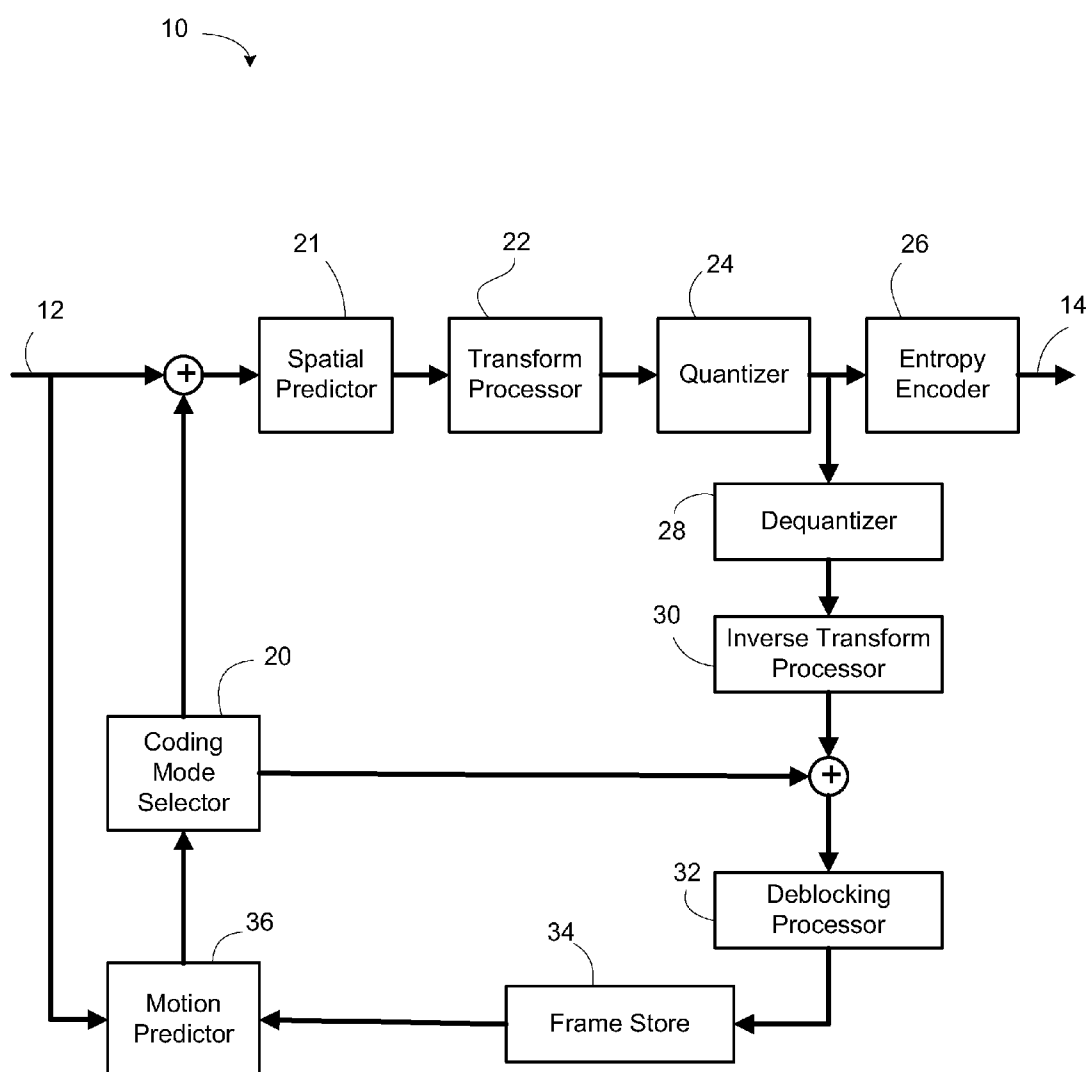 10
21
22
24
26
12
14
Spatial
Predictor
Transform
Processor
Quantizer
Entropy
Encoder
+
28
Dequantizer
30
Inverse Transform
Processor
20
Coding
Mode
Selector
+
32
Deblocking
Processor
36
34
Motion
Predictor
Frame Store